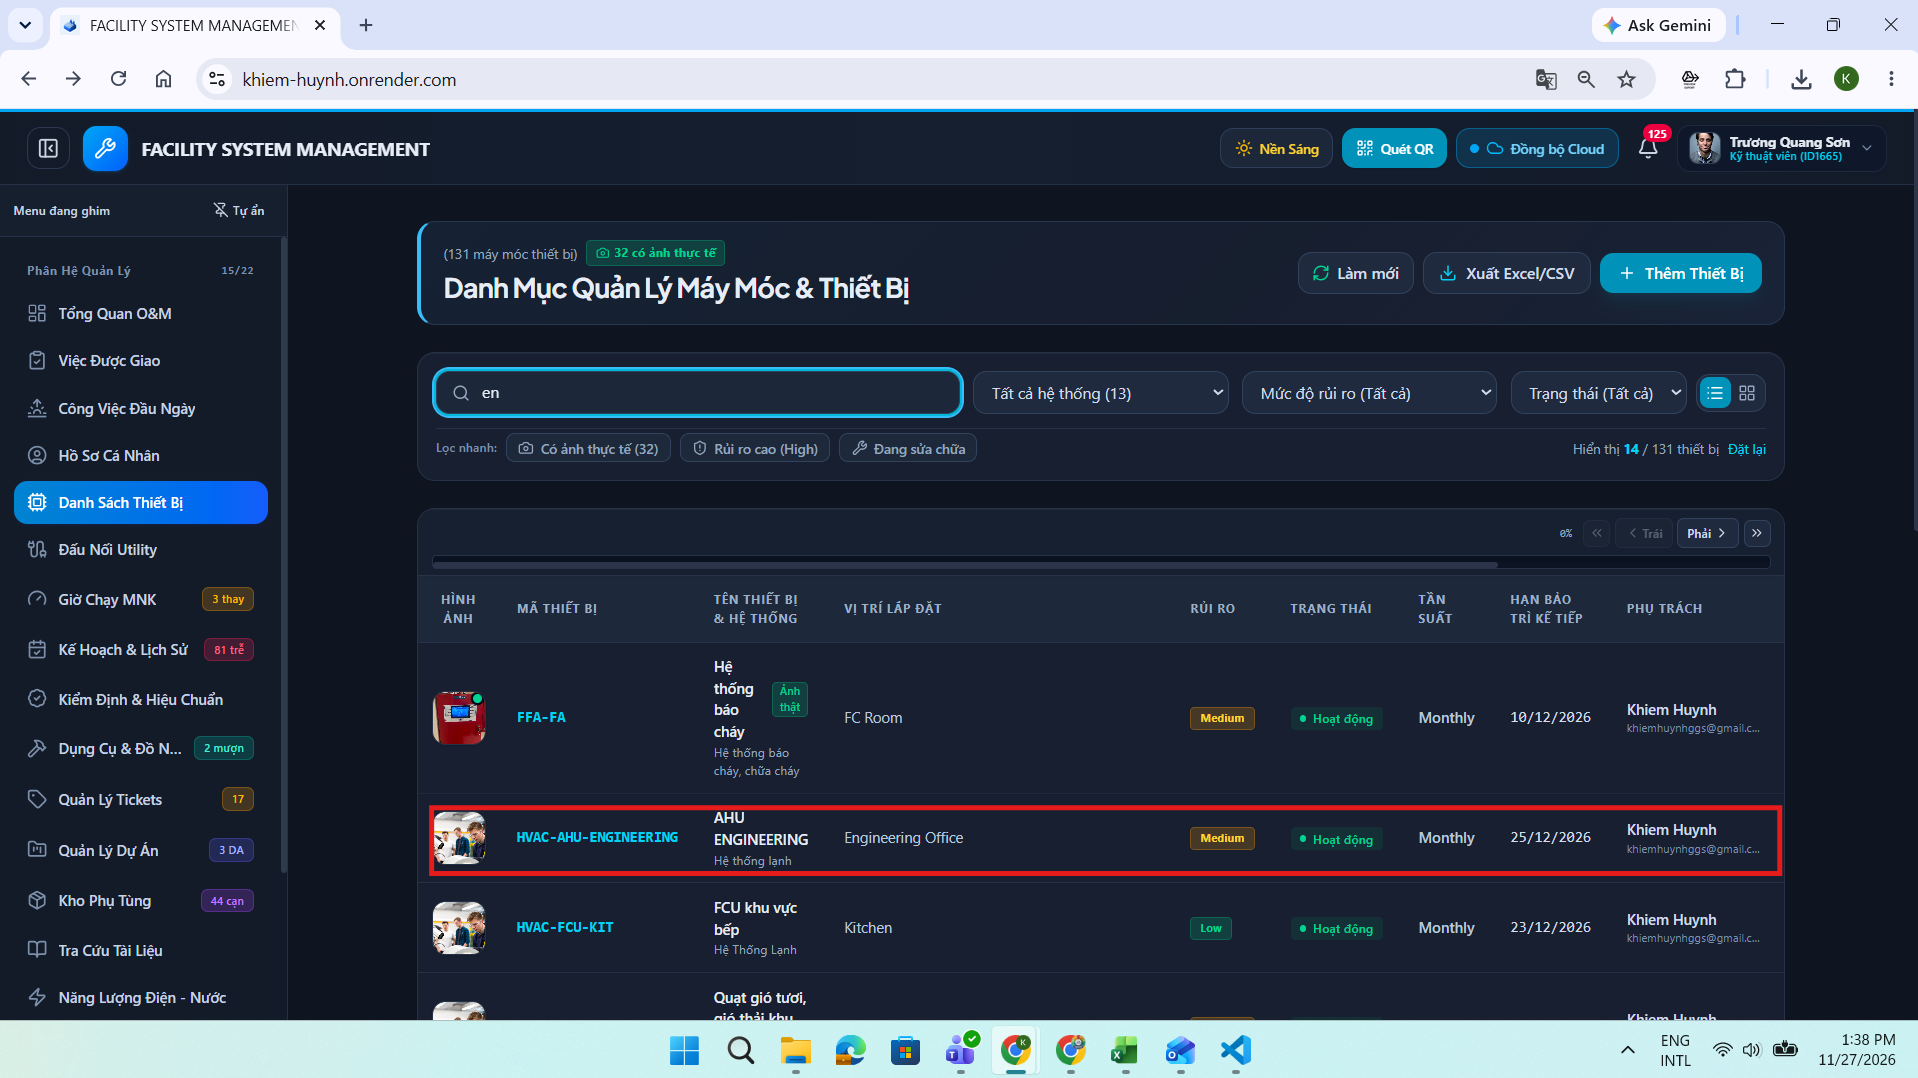 FACILITY SYSTEM MANAGEMEN
Ask Gemini
khiem-huynh.onrender.com
K
FACILITY SYSTEM MANAGEMENT
Nền Sáng
Quét QR
Đồng bộ Cloud
125
Trương Quang Sơn
Kỹ thuật viên (ID1665)
Menu đang ghim
Tự ẩn
Phân Hệ Quản Lý
15/22
Tổng Quan O&M
Việc Được Giao
Công Việc Đầu Ngày
Hồ Sơ Cá Nhân
Danh Sách Thiết Bị
Đấu Nối Utility
Giờ Chạy MNK
3 thay
Kế Hoạch & Lịch Sử
81 trễ
Kiểm Định & Hiệu Chuẩn
Dụng Cụ & Đồ N...
2 mượn
Quản Lý Tickets
17
Quản Lý Dự Án
3 DA
Kho Phụ Tùng
44 cạn
Tra Cứu Tài Liệu
Năng Lượng Điện - Nước
(131 máy móc thiết bị)
32 có ảnh thực tế
Danh Mục Quản Lý Máy Móc & Thiết Bị
Làm mới
Xuất Excel/CSV
Thêm Thiết Bị
en
Tất cả hệ thống (13)
Mức độ rủi ro (Tất cả)
Trạng thái (Tất cả)
Lọc nhanh:
Có ảnh thực tế (32)
Rủi ro cao (High)
Đang sửa chữa
Hiển thị 14 / 131 thiết bị
Đặt lại
0%
Trái
Phải
HÌNH
ẢNH
MÃ THIẾT BỊ
TÊN THIẾT BỊ
& HỆ THỐNG
VỊ TRÍ LẮP ĐẶT
RỦI RO
TRẠNG THÁI
TẦN
SUẤT
HẠN BẢO
TRÌ KẾ TIẾP
PHỤ TRÁCH
FFA-FA
Hệ
thống
báo
cháy
Ảnh
thật
Hệ thống báo
cháy, chữa cháy
FC Room
Medium
Hoạt động
Monthly
10/12/2026
Khiem Huynh
khiemhuynhggs@gmail.c...
HVAC-AHU-ENGINEERING
AHU
ENGINEERING
Hệ thống lạnh
Engineering Office
Medium
Hoạt động
Monthly
25/12/2026
Khiem Huynh
khiemhuynhggs@gmail.c...
HVAC-FCU-KIT
FCU khu vực
bếp
Hệ Thống Lạnh
Kitchen
Low
Hoạt động
Monthly
23/12/2026
Khiem Huynh
khiemhuynhggs@gmail.c...
Quạt gió tươi,
gió thải khu
Khiem Huynh
ENG
INTL
1:38 PM
11/27/2026